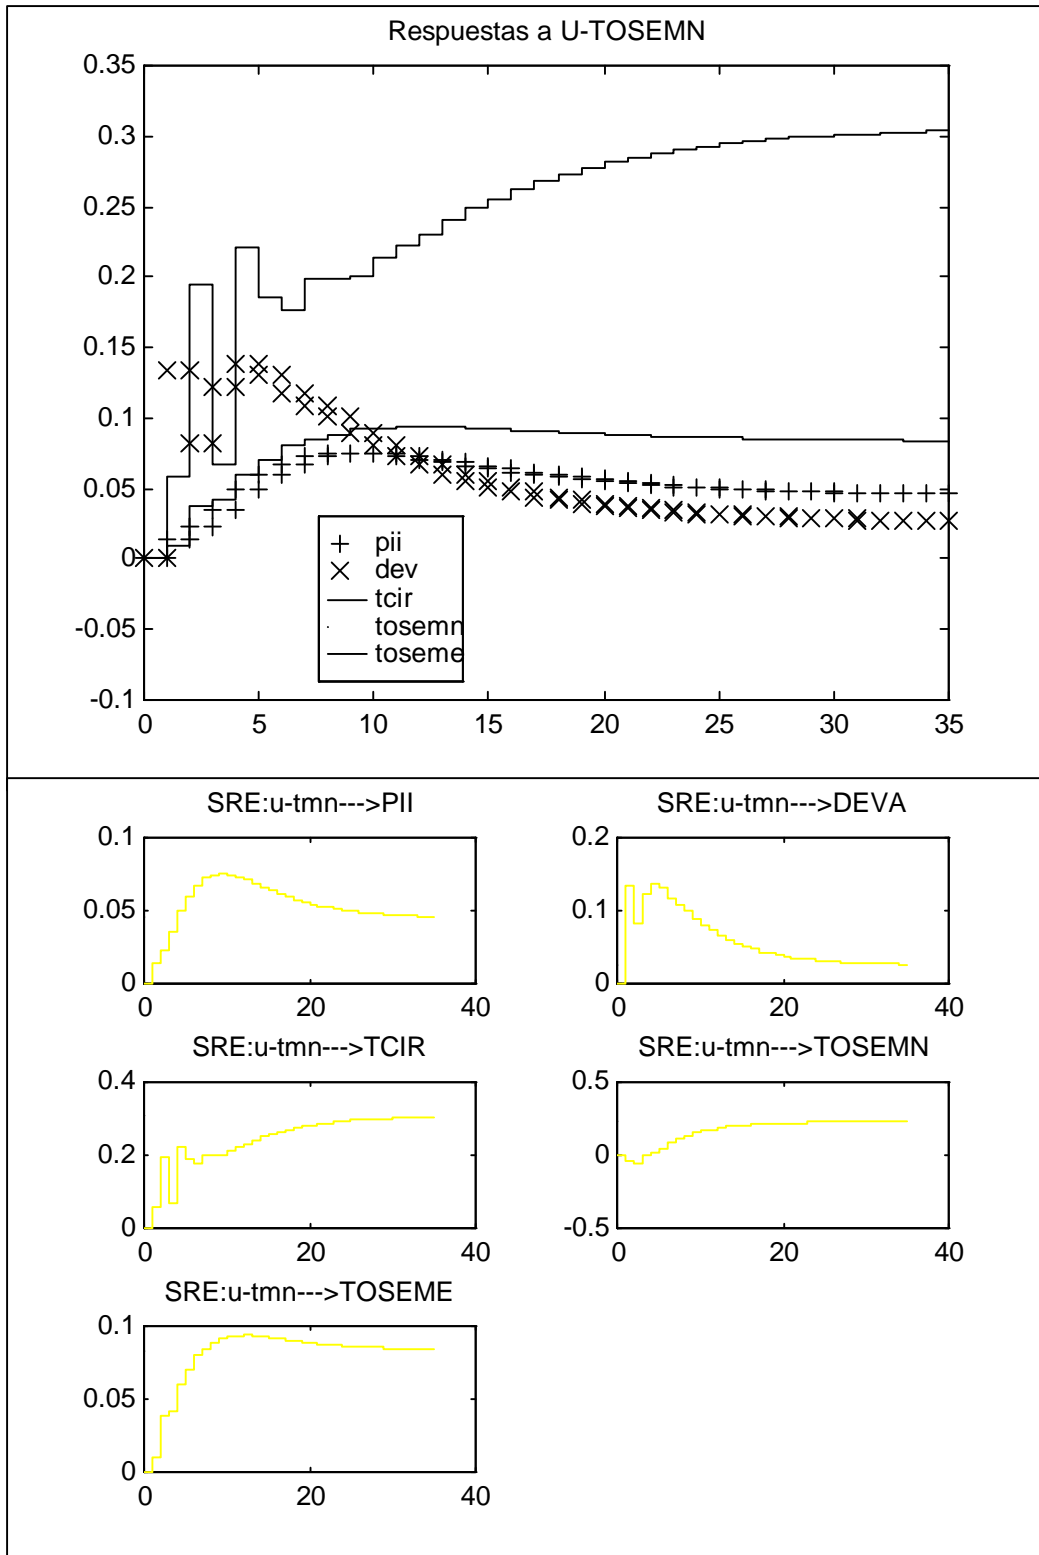 Respuestas a U-TOSEMN
0.35
0.3
0.25
0.2
0.15
0.1
0.05
0
-0.05
-0.1
0 5 10 15 20 25 30 35
pii
dev
tcir
tosemn
toseme
SRE:u-tmn--->PII
0.1
0.05
0
0 20 40
SRE:u-tmn--->DEVA
0.2
0.1
0
0 20 40
SRE:u-tmn--->TCIR
0.4
0.2
0
0 20 40
SRE:u-tmn--->TOSEMN
0.5
0
-0.5
0 20 40
SRE:u-tmn--->TOSEME
0.1
0.05
0
0 20 40